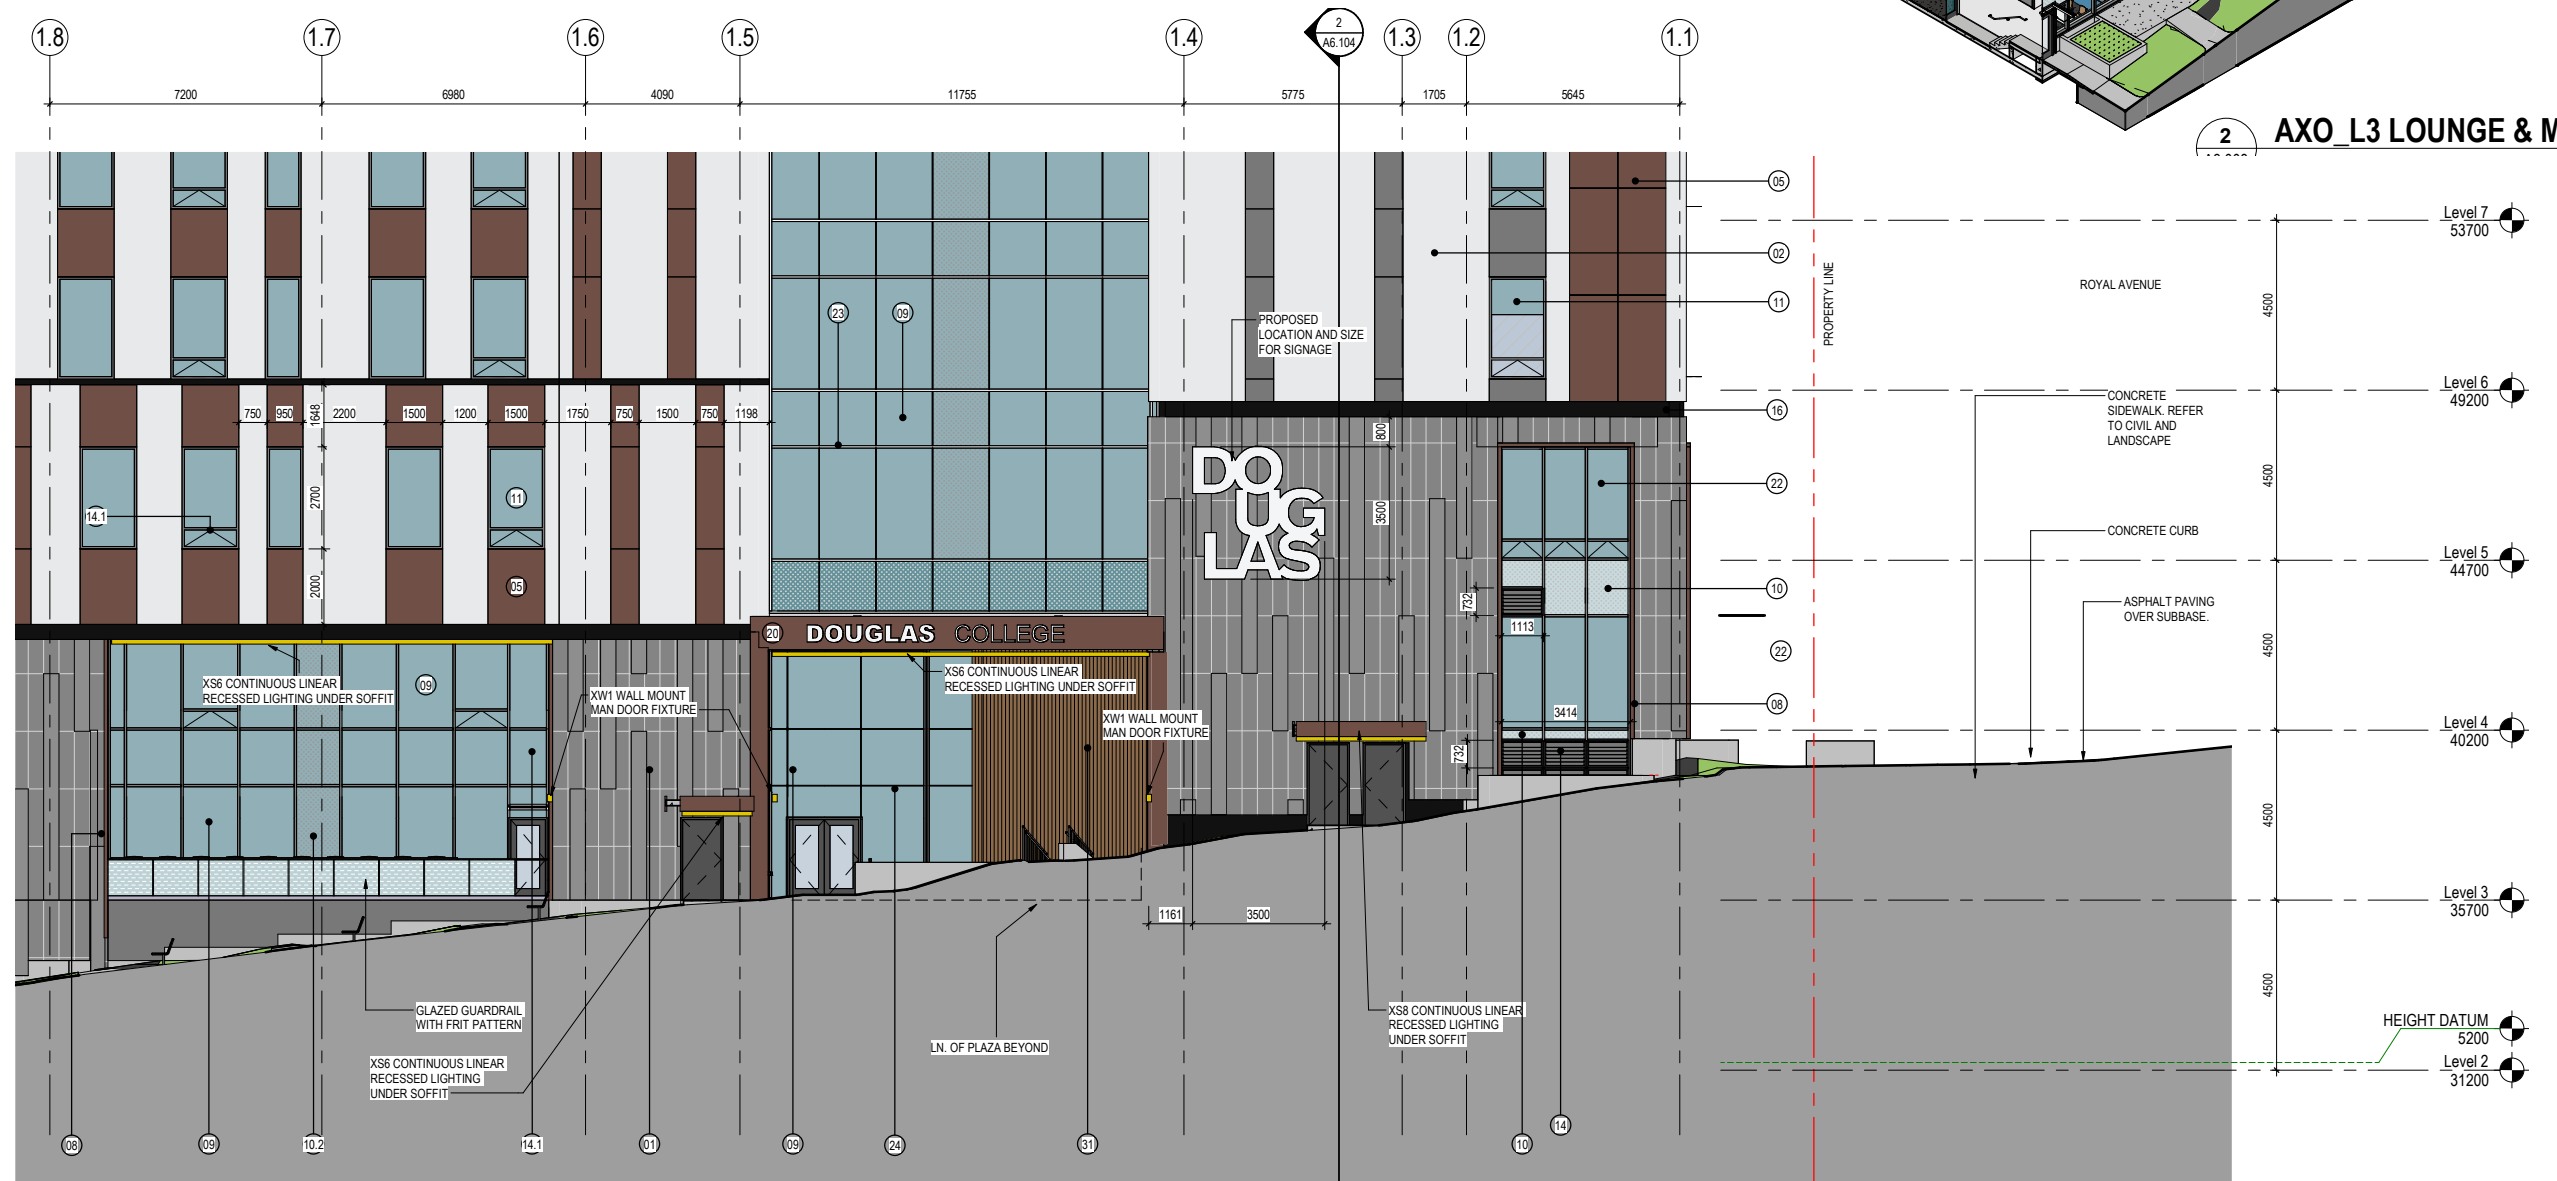 1.8
1.7
1.6
1.5
1.4
2
A6.104
1.3
1.2
1.1
7200
6980
4090
11755
5775
1705
5645
2
AXO_L3 LOUNGE & M
05
02
11
16
22
10
22
08
Level 7
53700
Level 6
49200
Level 5
44700
Level 4
40200
Level 3
35700
HEIGHT DATUM
5200
Level 2
31200
4500
4500
4500
4500
4500
PROPERTY LINE
ROYAL AVENUE
CONCRETE
SIDEWALK. REFER
TO CIVIL AND
LANDSCAPE
CONCRETE CURB
ASPHALT PAVING
OVER SUBBASE.
PROPOSED
LOCATION AND SIZE
FOR SIGNAGE
23
09
750
950
1648
2200
1500
1200
1500
1750
750
1500
750
1198
2700
2000
14.1
11
05
800
3500
DO
UG
LAS
732
1113
3414
732
20
DOUGLAS COLLEGE
XS6 CONTINUOUS LINEAR
RECESSED LIGHTING UNDER SOFFIT
09
XW1 WALL MOUNT
MAN DOOR FIXTURE
XS6 CONTINUOUS LINEAR
RECESSED LIGHTING UNDER SOFFIT
XW1 WALL MOUNT
MAN DOOR FIXTURE
1161
3500
GLAZED GUARDRAIL
WITH FRIT PATTERN
XS6 CONTINUOUS LINEAR
RECESSED LIGHTING
UNDER SOFFIT
LN. OF PLAZA BEYOND
XS8 CONTINUOUS LINEAR
RECESSED LIGHTING
UNDER SOFFIT
08
09
10.2
14.1
01
09
24
31
10
14